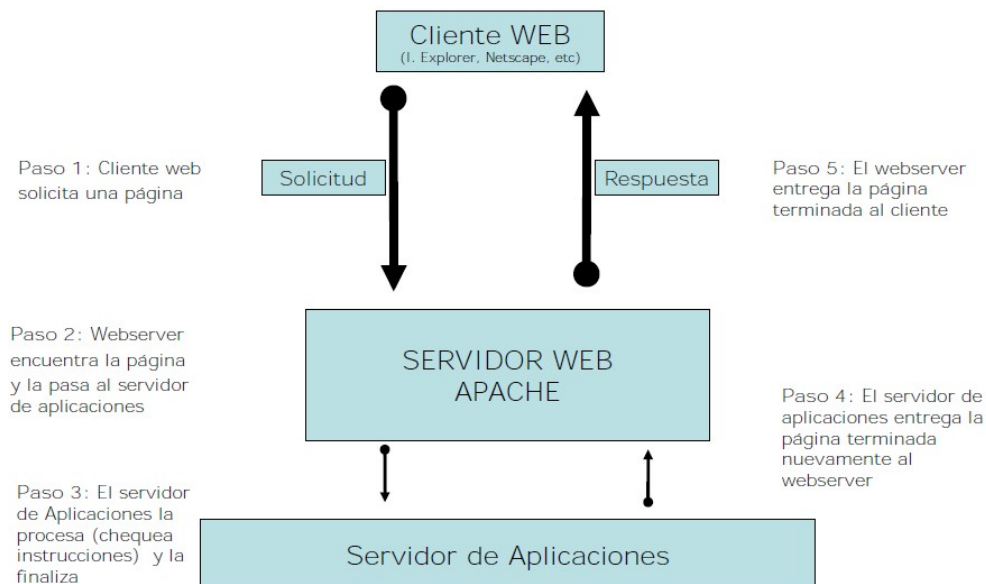 Cliente WEB
(I. Explorer, Netscape, etc)
Paso 1: Cliente web
solicita una página
Solicitud
Respuesta
Paso 5: El webserver
entrega la página
terminada al cliente
Paso 2: Webserver
encuentra la página
y la pasa al servidor
de aplicaciones
SERVIDOR WEB
APACHE
Paso 4: El servidor de
aplicaciones entrega la
página terminada
nuevamente al
webserver
Paso 3: El servidor
de Aplicaciones la
procesa (chequea
instrucciones) y la
finaliza
Servidor de Aplicaciones